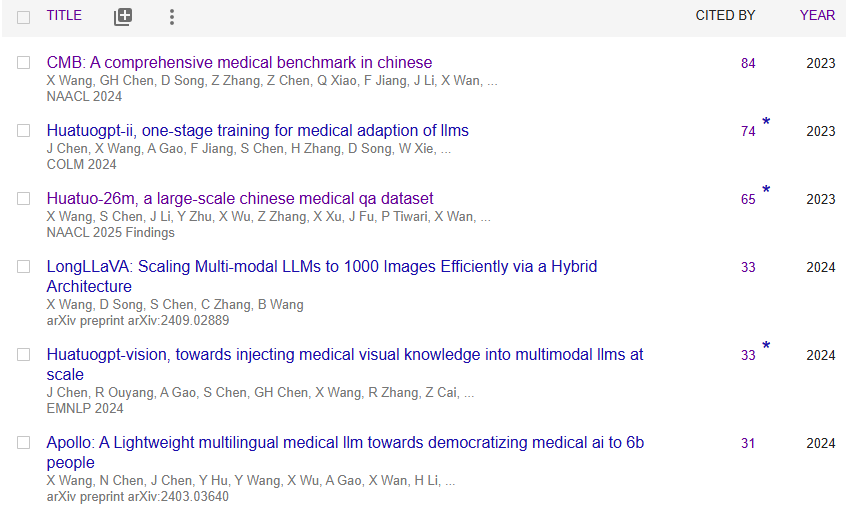 TITLE CITED BY YEAR
CMB: A comprehensive medical benchmark in chinese 84 2023
X Wang, GH Chen, D Song, Z Zhang, Z Chen, Q Xiao, F Jiang, J Li, X Wan, ...
NAACL 2024
Huatuogpt-ii, one-stage training for medical adaption of llms 74 * 2023
J Chen, X Wang, A Gao, F Jiang, S Chen, H Zhang, D Song, W Xie, ...
COLM 2024
Huatuo-26m, a large-scale chinese medical qa dataset 65 * 2023
X Wang, S Chen, J Li, Y Zhu, X Wu, Z Zhang, X Xu, J Fu, P Tiwari, X Wan, ...
NAACL 2025 Findings
LongLLaVA: Scaling Multi-modal LLMs to 1000 Images Efficiently via a Hybrid 33 2024
Architecture
X Wang, D Song, S Chen, C Zhang, B Wang
arXiv preprint arXiv:2409.02889
Huatuogpt-vision, towards injecting medical visual knowledge into multimodal llms at 33 * 2024
scale
J Chen, R Ouyang, A Gao, S Chen, GH Chen, X Wang, R Zhang, Z Cai, ...
EMNLP 2024
Apollo: A Lightweight multilingual medical llm towards democratizing medical ai to 6b 31 2024
people
X Wang, N Chen, J Chen, Y Hu, Y Wang, X Wu, A Gao, X Wan, H Li, ...
arXiv preprint arXiv:2403.03640